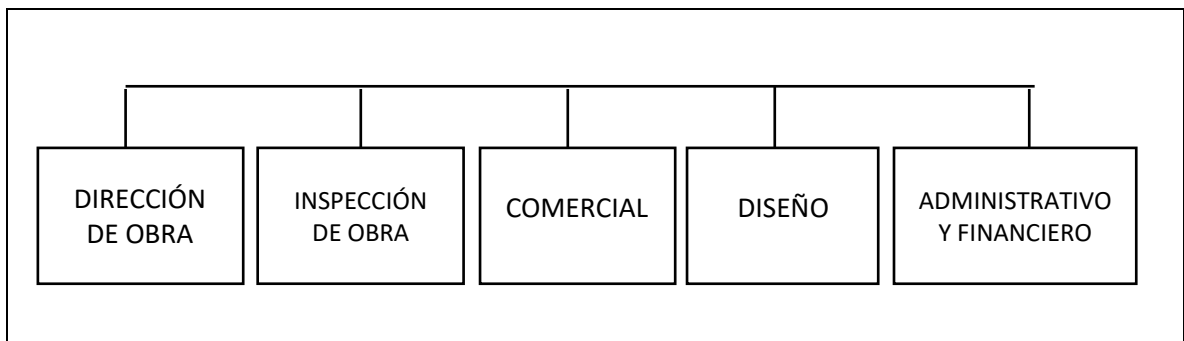 DIRECCIÓN
DE OBRA
INSPECCIÓN
DE OBRA
COMERCIAL
DISEÑO
ADMINISTRATIVO
Y FINANCIERO